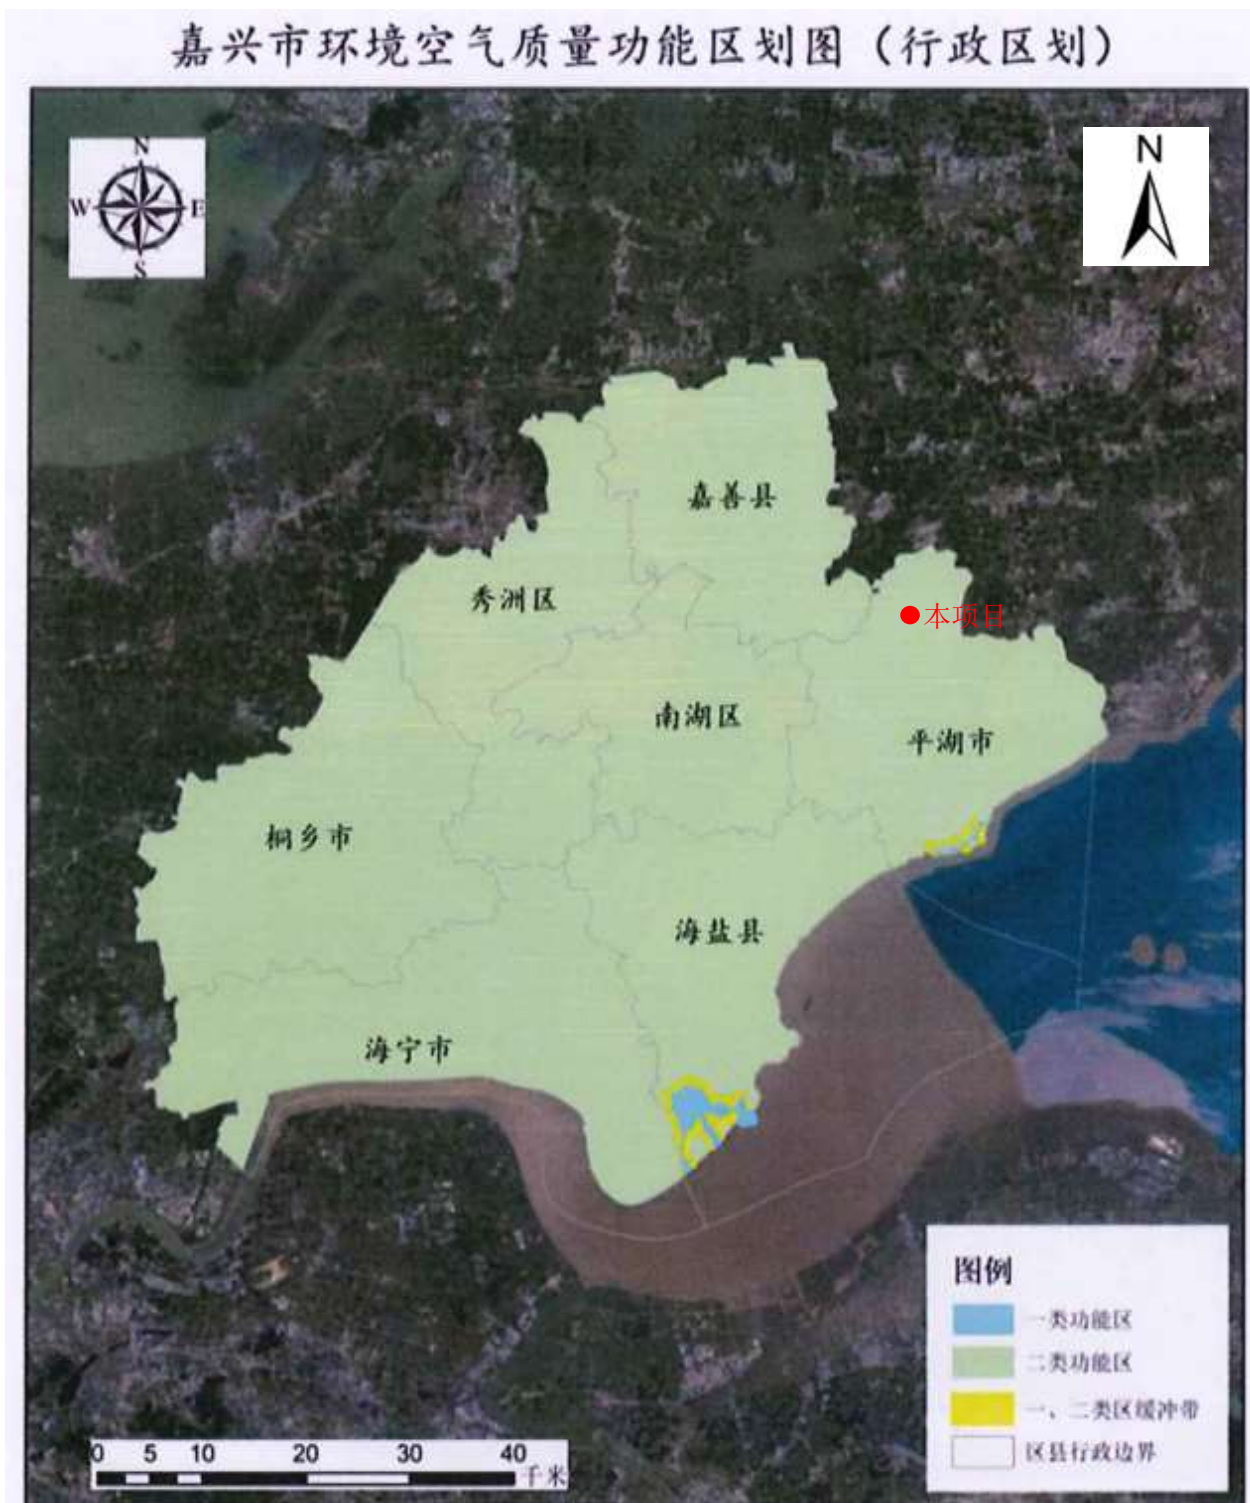 嘉兴市环境空气质量功能区划图（行政区划）
N
W E
S
N
嘉善县
秀洲区
本项目
南湖区
平湖市
桐乡市
海盐县
海宁市
图例
一类功能区
二类功能区
一、二类区缓冲带
区县行政边界
0 5 10 20 30 40
千米